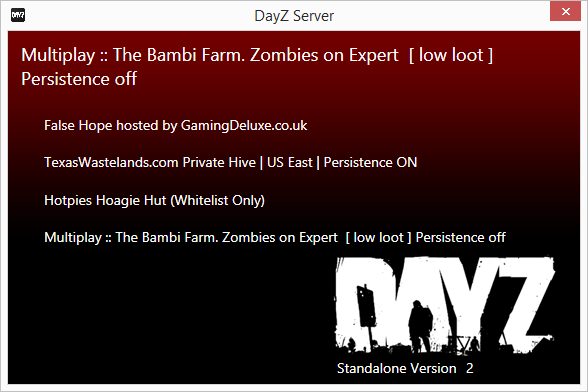 DayZ Server
Multiplay :: The Bambi Farm. Zombies on Expert  [ low loot ]
Persistence off
False Hope hosted by GamingDeluxe.co.uk
TexasWastelands.com Private Hive | US East | Persistence ON
Hotpies Hoagie Hut (Whitelist Only)
Multiplay :: The Bambi Farm. Zombies on Expert  [ low loot ] Persistence off
DAYZ
Standalone Version  2